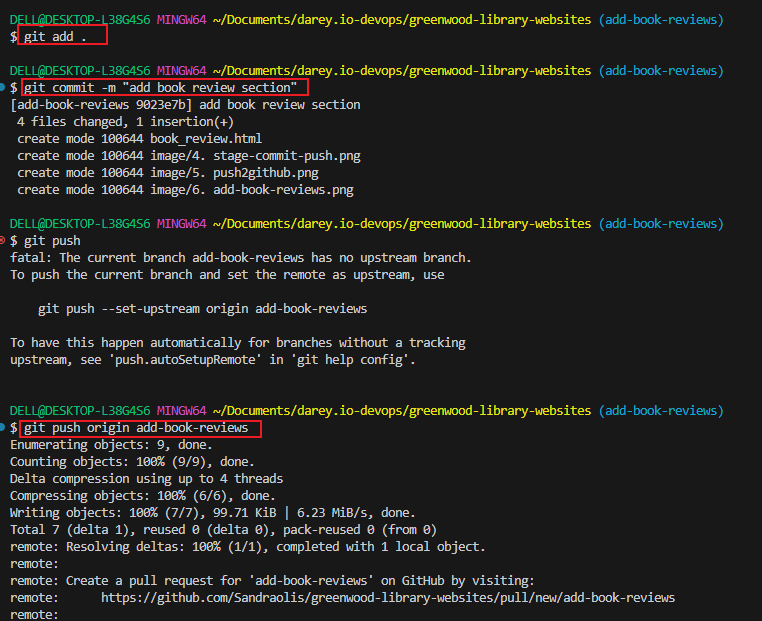 DELL@DESKTOP-L38G4S6 MINGW64 ~/Documents/darey.io-devops/greenwood-library-websites (add-book-reviews)
$ git add .
DELL@DESKTOP-L38G4S6 MINGW64 ~/Documents/darey.io-devops/greenwood-library-websites (add-book-reviews)
$ git commit -m "add book review section"
[add-book-reviews 9023e7b] add book review section
4 files changed, 1 insertion(+)
create mode 100644 book_review.html
create mode 100644 image/4. stage-commit-push.png
create mode 100644 image/5. push2github.png
create mode 100644 image/6. add-book-reviews.png
DELL@DESKTOP-L38G4S6 MINGW64 ~/Documents/darey.io-devops/greenwood-library-websites (add-book-reviews)
$ git push
fatal: The current branch add-book-reviews has no upstream branch.
To push the current branch and set the remote as upstream, use
git push --set-upstream origin add-book-reviews
To have this happen automatically for branches without a tracking
upstream, see 'push.autoSetupRemote' in 'git help config'.
DELL@DESKTOP-L38G4S6 MINGW64 ~/Documents/darey.io-devops/greenwood-library-websites (add-book-reviews)
$ git push origin add-book-reviews
Enumerating objects: 9, done.
Counting objects: 100% (9/9), done.
Delta compression using up to 4 threads
Compressing objects: 100% (6/6), done.
Writing objects: 100% (7/7), 99.71 KiB | 6.23 MiB/s, done.
Total 7 (delta 1), reused 0 (delta 0), pack-reused 0 (from 0)
remote: Resolving deltas: 100% (1/1), completed with 1 local object.
remote:
remote: Create a pull request for 'add-book-reviews' on GitHub by visiting:
remote:      https://github.com/Sandraolis/greenwood-library-websites/pull/new/add-book-reviews
remote: